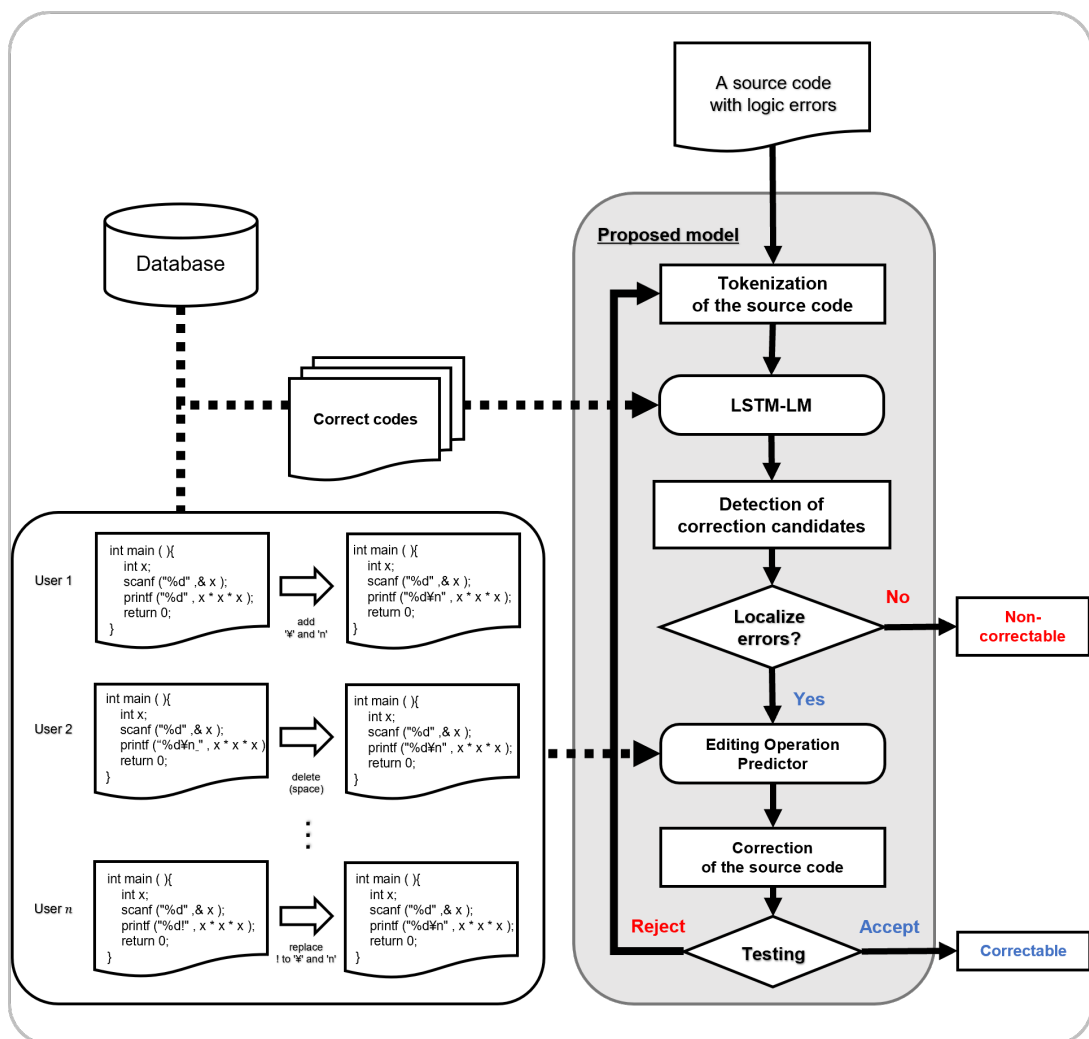 A source code
with logic errors
Proposed model
Tokenization
of the source code
Database
LSTM-LM
Correct codes
Detection of
correction candidates
Localize
errors?
No
Non-
correctable
Yes
Editing Operation
Predictor
Correction
of the source code
Reject
Accept
Testing
Correctable
User 1
int main ( ){
int x;
scanf ("%d" ,& x );
printf ("%d" , x * x * x );
return 0;
}
add
'¥' and 'n'
int main ( ){
int x;
scanf ("%d" ,& x );
printf ("%d¥n" , x * x * x );
return 0;
}
User 2
int main ( ){
int x;
scanf ("%d" ,& x );
printf ("%d¥n_" , x * x * x )
return 0;
}
delete
(space)
int main ( ){
int x;
scanf ("%d" ,& x );
printf ("%d¥n" , x * x * x );
return 0;
}
User n
int main ( ){
int x;
scanf ("%d" ,& x );
printf ("%d!" , x * x * x );
return 0;
}
replace
! to '¥' and 'n'
int main ( ){
int x;
scanf ("%d" ,& x );
printf ("%d¥n" , x * x * x );
return 0;
}